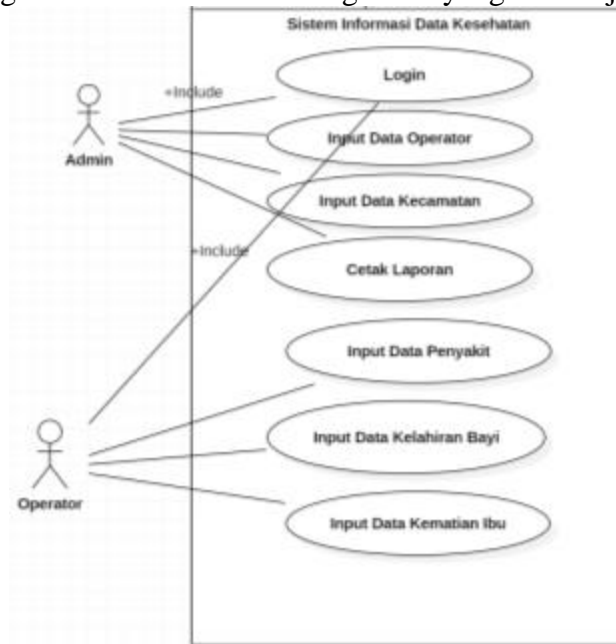 Sistem Informasi Data Kesehatan
Login
+Include
Input Data Operator
Admin
Input Data Kecamatan
+Include
Cetak Laporan
Input Data Penyakit
Input Data Kelahiran Bayi
Operator
Input Data Kematian Ibu